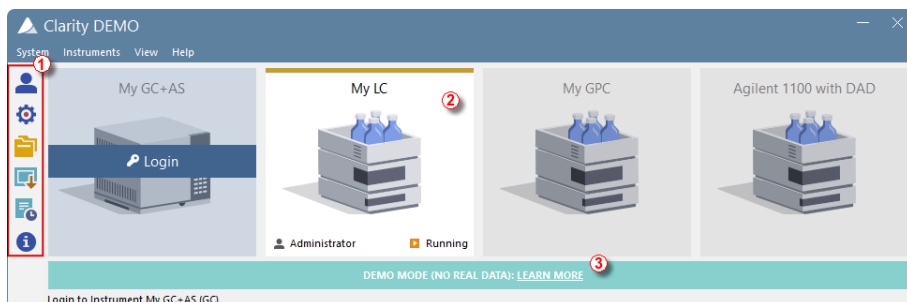 Clarity DEMO
System Instruments View Help
1
My GC+AS My LC My GPC Agilent 1100 with DAD
2
Login
Administrator Running
3
DEMO MODE (NO REAL DATA): LEARN MORE
Login to Instrument My GC+AS (GC)